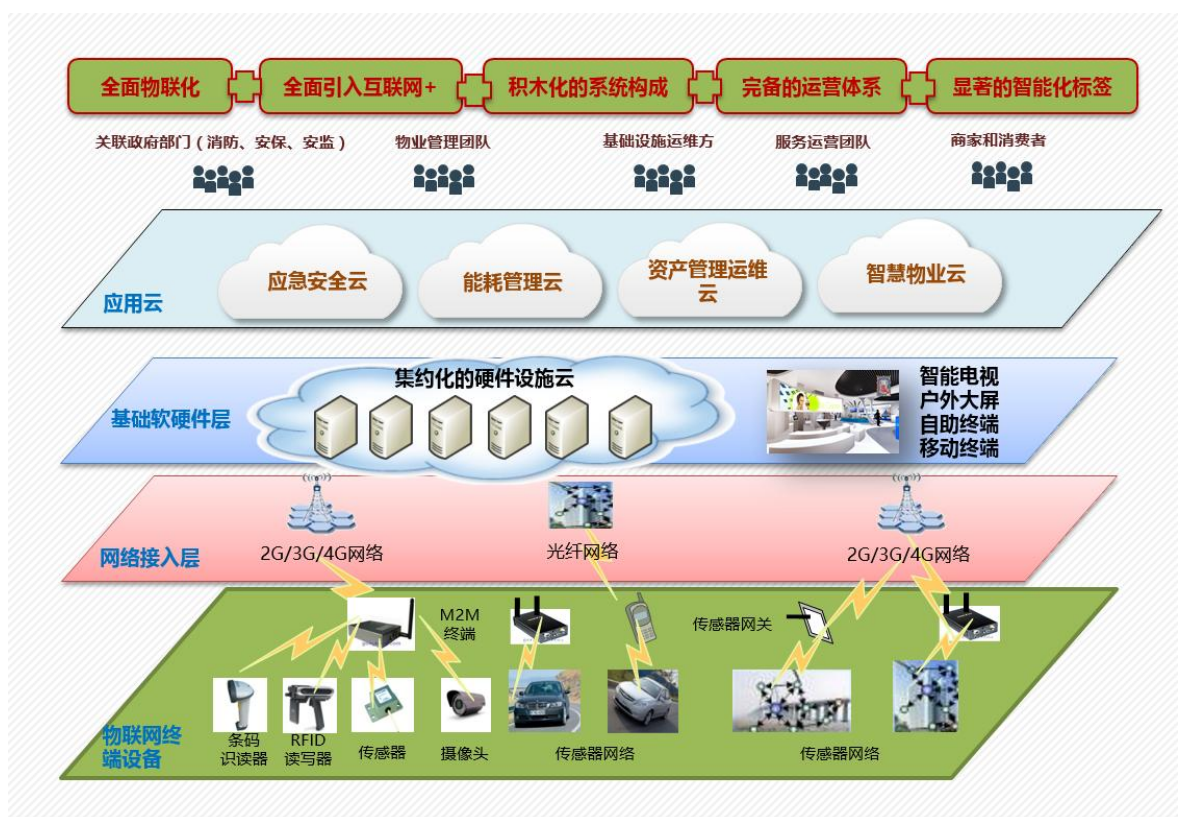 全面物联化
全面引入互联网+
积木化的系统构成
完备的运营体系
显著的智能化标签
关联政府部门（消防、安保、安监）
物业管理团队
基础设施运维方
服务运营团队
商家和消费者
应急安全云
能耗管理云
资产管理运维
云
智慧物业云
应用云
集约化的硬件设施云
智能电视
户外大屏
自助终端
移动终端
基础软硬件层
2G/3G/4G网络
光纤网络
2G/3G/4G网络
网络接入层
M2M
终端
传感器网关
条码
识读器
RFID
读写器
传感器
摄像头
传感器网络
传感器网络
物联网终
端设备